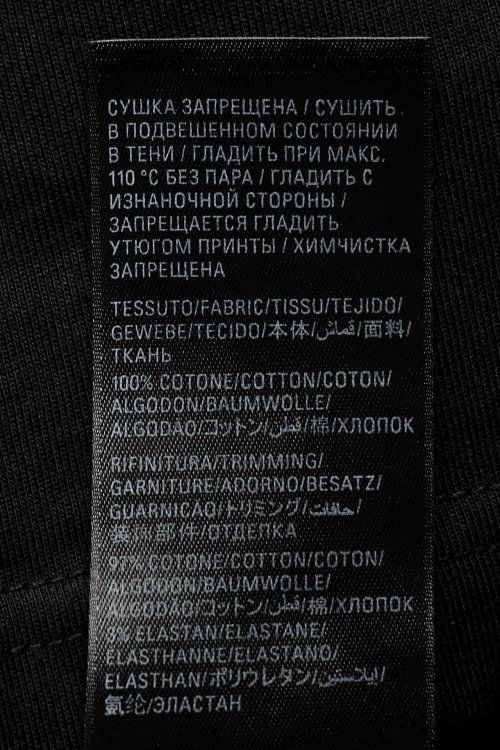 СУШКА ЗАПРЕЩЕНА / СУШИТЬ
В ПОДВЕШЕННОМ СОСТОЯНИИ
В ТЕНИ / ГЛАДИТЬ ПРИ МАКС.
110 °C БЕЗ ПАРА / ГЛАДИТЬ С
ИЗНАНОЧНОЙ СТОРОНЫ /
ЗАПРЕЩАЕТСЯ ГЛАДИТЬ
УТЮГОМ ПРИНТЫ / ХИМЧИСТКА
ЗАПРЕЩЕНА
TESSUTO/FABRIC/TISSU/TEJIDO/
GEWEBE/TECIDO/本体/قماش/面料/
ТКАНЬ
100% COTONE/COTTON/COTON/
ALGODON/BAUMWOLLE/
ALGODAO/コットン/قطن/棉/ХЛОПОК
RIFINITURA/TRIMMING/
GARNITURE/ADORNO/BESATZ/
GUARNICAO/トリミング/حافات/
装饰部件/ОТДЕЛКА
97% COTONE/COTTON/COTON/
ALGODON/BAUMWOLLE/
ALGODAO/コットン/قطن/棉/ХЛОПОК
3% ELASTAN/ELASTANE/
ELASTHANNE/ELASTANO/
ELASTHAN/ポリウレタン/ايلاستين/
氨纶/ЭЛАСТАН